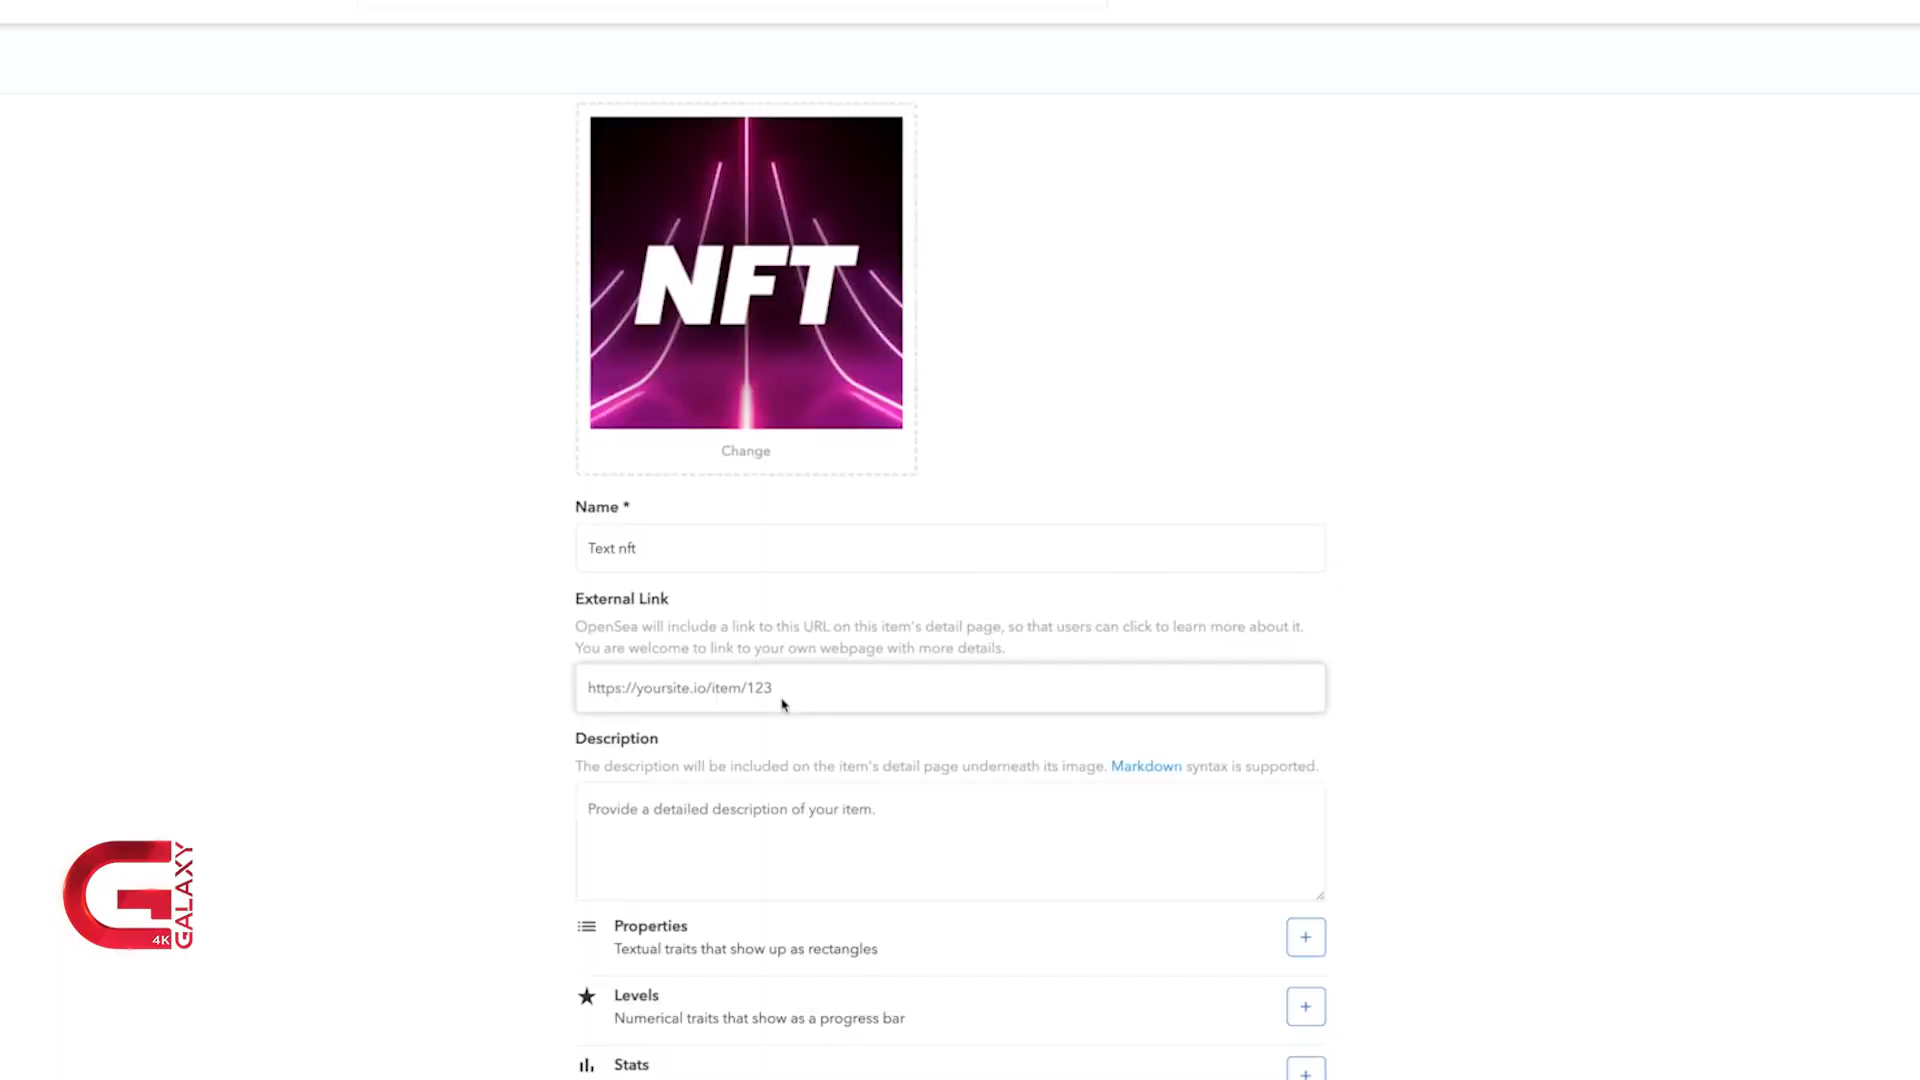 NFT
Change
Name *
Text nft
External Link
OpenSea will include a link to this URL on this item's detail page, so that users can click to learn more about it.
You are welcome to link to your own webpage with more details.
https://yoursite.io/item/123
Description
The description will be included on the item's detail page underneath its image. Markdown syntax is supported.
Provide a detailed description of your item.
Properties
Textual traits that show up as rectangles
+
Levels
Numerical traits that show as a progress bar
+
Stats
+
G 4K GALAXY